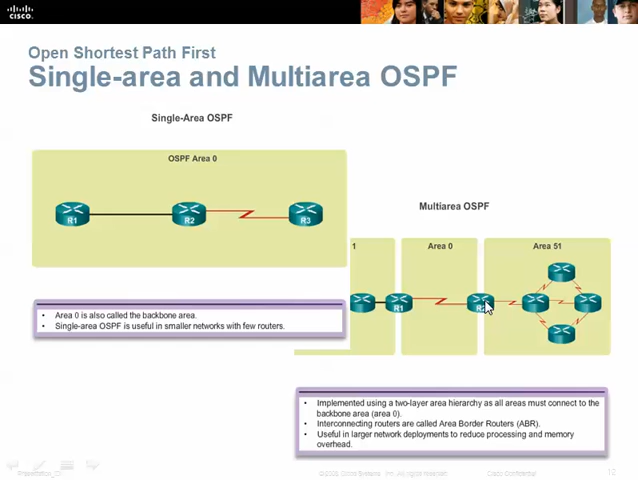 CISCO.
Open Shortest Path First
Single-area and Multiarea OSPF
Single-Area OSPF
OSPF Area 0
R1
R2
R3
• Area 0 is also called the backbone area.
• Single-area OSPF is useful in smaller networks with few routers.
Multiarea OSPF
1
Area 0
Area 51
R1
• Implemented using a two-layer area hierarchy as all areas must connect to the
backbone area (area 0).
• Interconnecting routers are called Area Border Routers (ABR).
• Useful in larger network deployments to reduce processing and memory
overhead.
Presentation_ID
Cisco Confidential
12